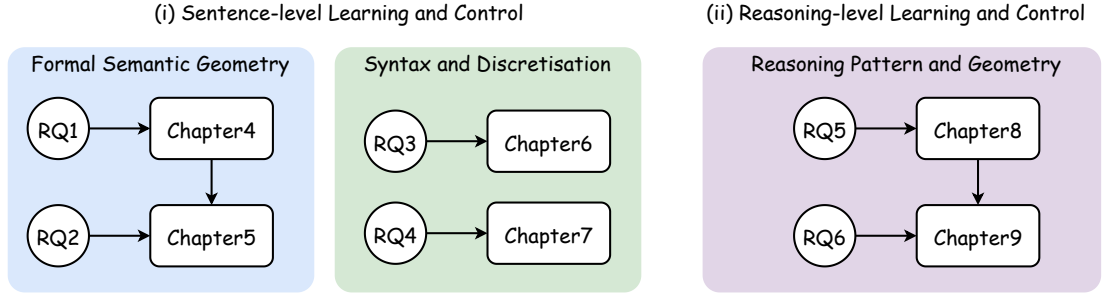 (i) Sentence-level Learning and Control
Formal Semantic Geometry
RQ1
Chapter4
RQ2
Chapter5
Syntax and Discretisation
RQ3
Chapter6
RQ4
Chapter7
(ii) Reasoning-level Learning and Control
Reasoning Pattern and Geometry
RQ5
Chapter8
RQ6
Chapter9